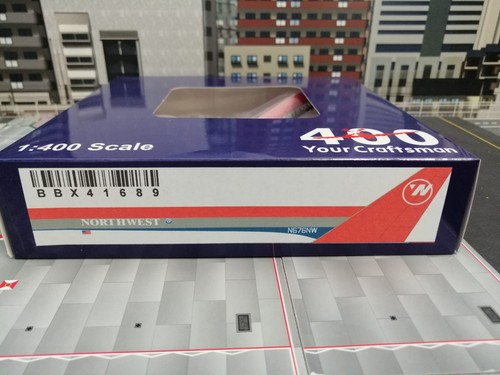 1:400 Scale
400
Your Craftsman
BBX41689
NORTHWEST
N676NW
N